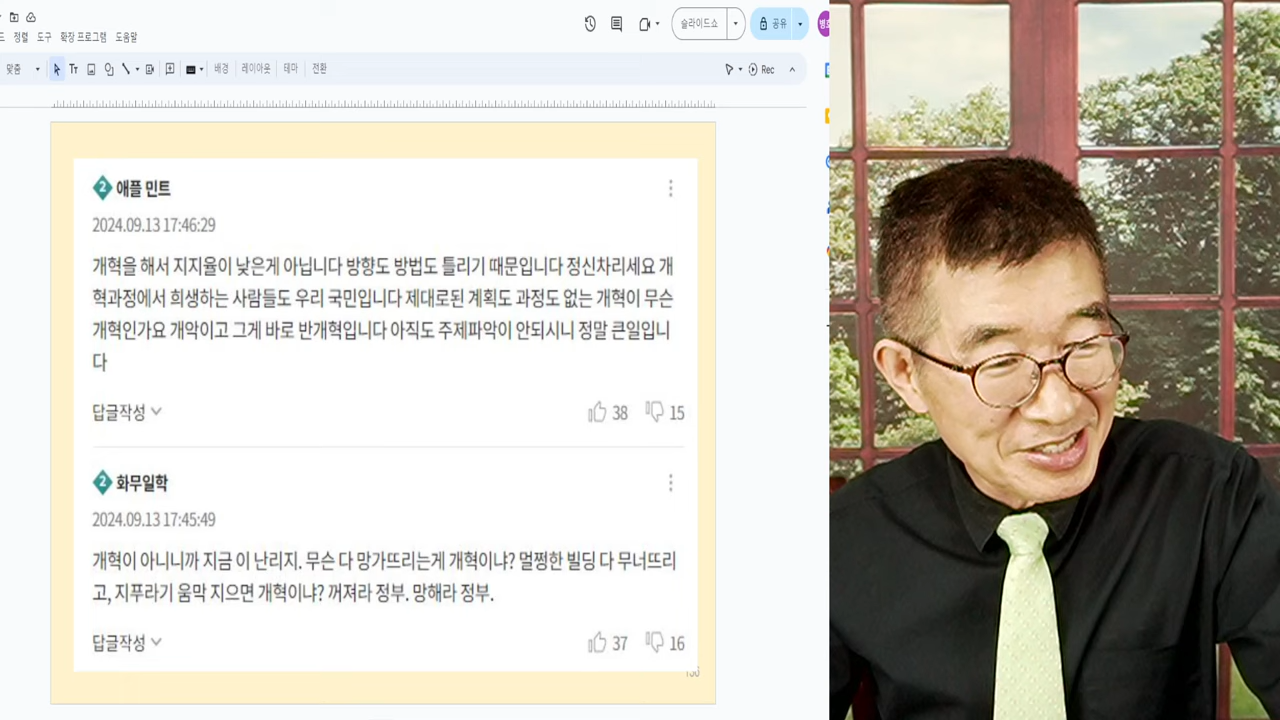 정렬 도구 확장 프로그램 도움말
슬라이드쇼
공유
맞춤
Tт
배경 레이아웃 테마 전환
Rec
2 애플 민트
2024.09.13 17:46:29
개혁을 해서 지지율이 낮은게 아닙니다 방향도 방법도 틀리기 때문입니다 정신차리세요 개
혁과정에서 희생하는 사람들도 우리 국민입니다 제대로된 계획도 과정도 없는 개혁이 무슨
개혁인가요 개악이고 그게 바로 반개혁입니다 아직도 주제파악이 안되시니 정말 큰일입니
다
답글작성
38 15
2 화무일학
2024.09.13 17:45:49
개혁이 아니니까 지금 이 난리지. 무슨 다 망가뜨리는게 개혁이냐? 멀쩡한 빌딩 다 무너뜨리
고, 지푸라기 움막 지으면 개혁이냐? 꺼져라 정부. 망해라 정부.
답글작성
37 16